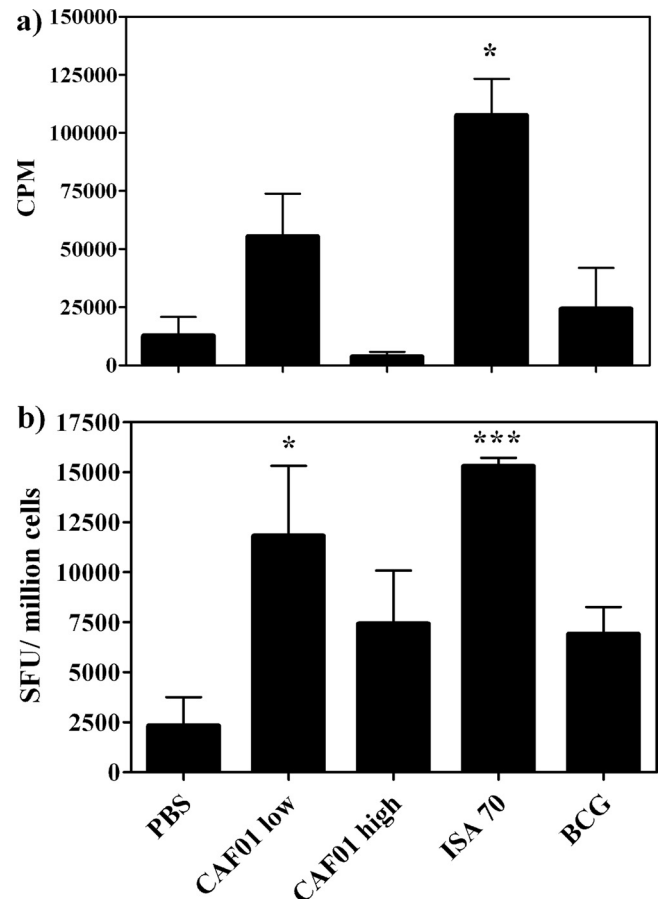 a)
150000
125000
100000
75000
50000
25000
0
CPM
*
b)
17500
15000
12500
10000
7500
5000
2500
0
SFU/ million cells
*
***
PBS
CAF01 low
CAF01 high
ISA 70
BCG